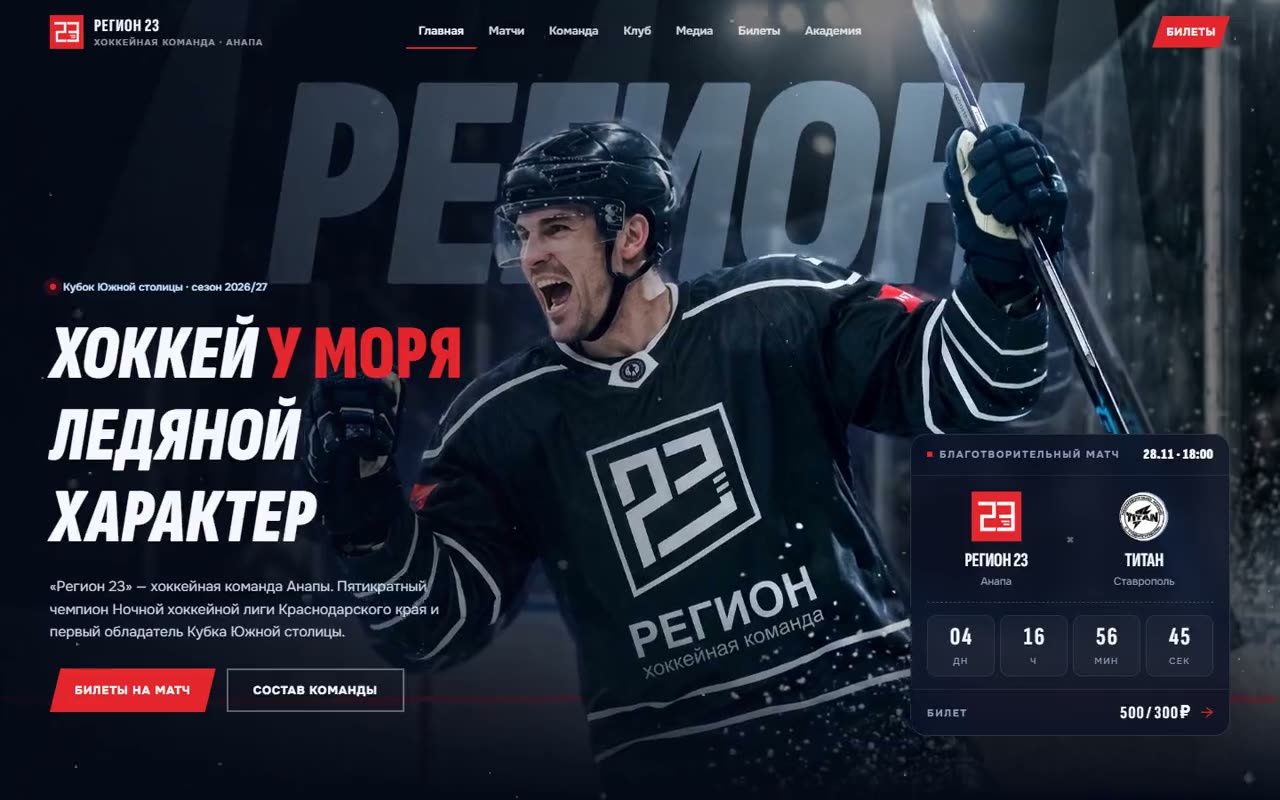 23
РЕГИОН 23
ХОККЕЙНАЯ КОМАНДА · АНАПА
Главная
Матчи
Команда
Клуб
Медиа
Билеты
Академия
БИЛЕТЫ
РЕГИОН
Кубок Южной столицы · сезон 2026/27
ХОККЕЙ У МОРЯ
ЛЕДЯНОЙ
ХАРАКТЕР
«Регион 23» — хоккейная команда Анапы. Пятикратный
чемпион Ночной хоккейной лиги Краснодарского края и
первый обладатель Кубка Южной столицы.
БИЛЕТЫ НА МАТЧ
СОСТАВ КОМАНДЫ
23
РЕГИОН
хоккейная команда
БЛАГОТВОРИТЕЛЬНЫЙ МАТЧ
28.11 · 18:00
23
TITAN
РЕГИОН 23
ТИТАН
Анапа
Ставрополь
04
16
56
45
ДН
Ч
МИН
СЕК
БИЛЕТ
500 / 300 ₽